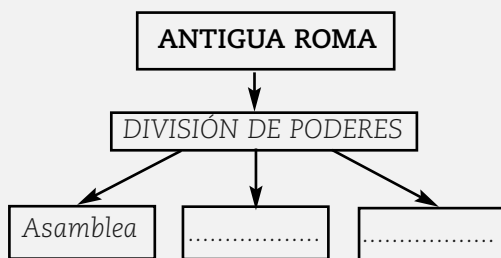 ANTIGUA ROMA
DIVISIÓN DE PODERES
Asamblea
..................
..................